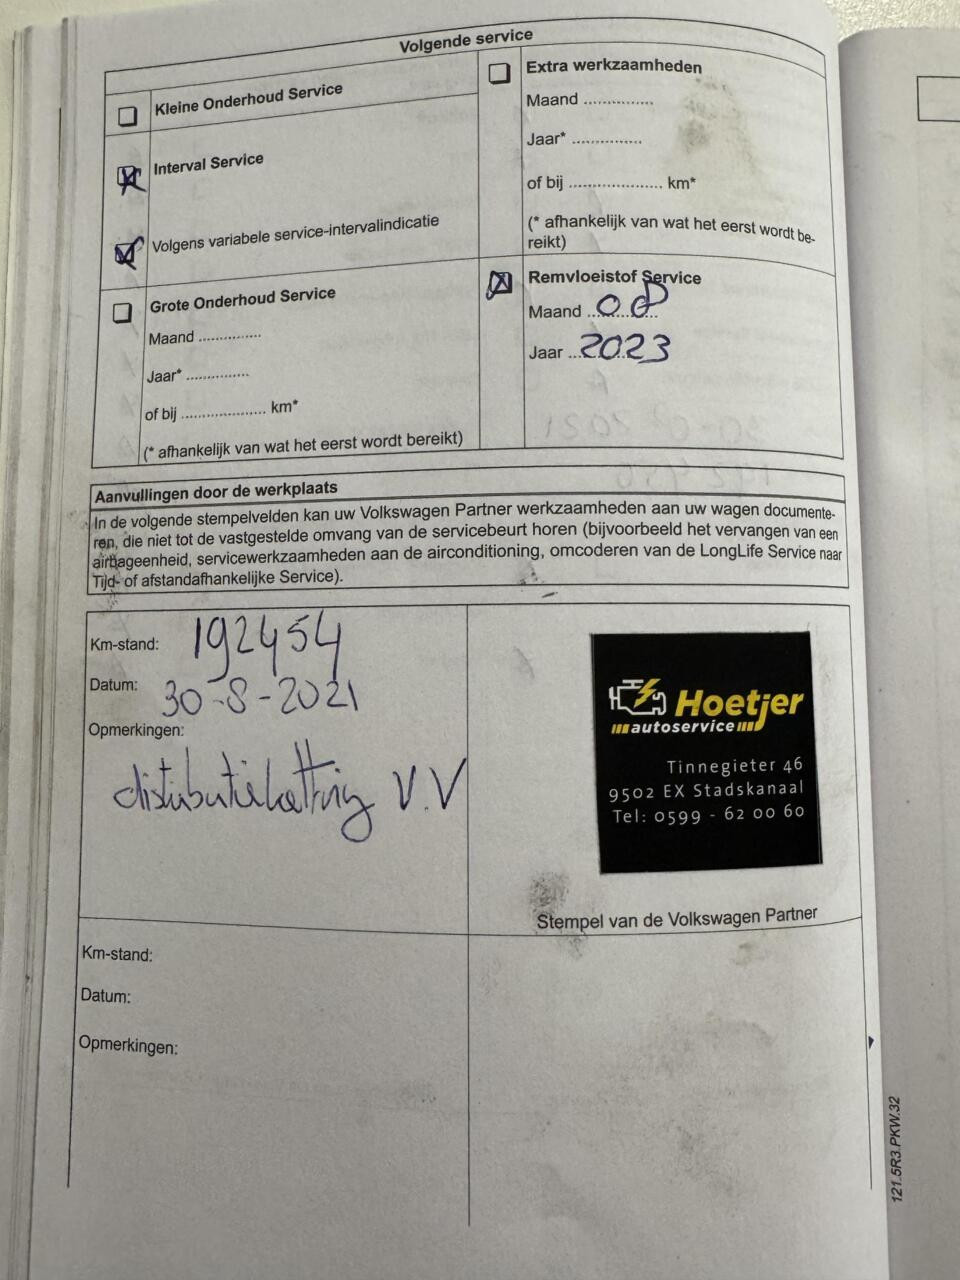 Volgende service
Kleine Onderhoud Service
Interval Service
Volgens variabele service-intervalindicatie
Grote Onderhoud Service
Maand ..............
Jaar* ..............
of bij ................... km*
(* afhankelijk van wat het eerst wordt bereikt)
Extra werkzaamheden
Maand ...............
Jaar* ...............
of bij ..................... km*
(* afhankelijk van wat het eerst wordt be-
reikt)
Remvloeistof Service
Maand 08
Jaar 2023
Aanvullingen door de werkplaats
In de volgende stempelvelden kan uw Volkswagen Partner werkzaamheden aan uw wagen documente-
ren, die niet tot de vastgestelde omvang van de servicebeurt horen (bijvoorbeeld het vervangen van een
airbageenheid, servicewerkzaamheden aan de airconditioning, omcoderen van de LongLife Service naar
Tijd- of afstandafhankelijke Service).
Km-stand: 192454
Datum: 30-8-2021
Opmerkingen:
distributieketting V.V
Hoetjer
autoservice
Tinnegieter 46
9502 EX Stadskanaal
Tel: 0599 - 62 00 60
Stempel van de Volkswagen Partner
Km-stand:
Datum:
Opmerkingen:
121.5R3.PKW.32